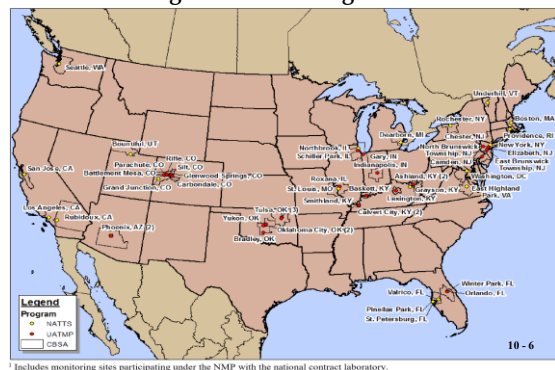 Seattle, WA
Underhill, VT
Rochester, NY
Boston, MA
Dearborn, MI
Chester, NJ
Providence, RI
Bountiful, UT
Northbrook, IL
Gary, IN
North Brunswick
Township, NJ
New York, NY
Schiller Park, IL
Indianapolis, IN
Elizabeth, NJ
Rifle, CO
Parachute, CO
Silt, CO
Camden, NJ
East Brunswick
Township, NJ
San Jose, CA
Battlement Mesa, CO
Glenwood Springs, CO
Roxana, IL
Ashland, KY (2)
Washington, DC
Grand Junction, CO
Carbondale, CO
St. Louis, MO
Baskett, KY
Grayson, KY
East Highland
Park, VA
Smithland, KY
Lexington, KY
Los Angeles, CA
Rubidoux, CA
Tulsa, OK (3)
Calvert City, KY
Phoenix, AZ (2)
Yukon, OK
Oklahoma City, OK (2)
Bradley, OK
Winter Park, FL
Valrico, FL
Orlando, FL
Pinellas Park, FL
St. Petersburg, FL
Legend
Program
NATTS
UATMP
CBSA
10 - 6
Includes monitoring sites participating under the NMP with the national contract laboratory.